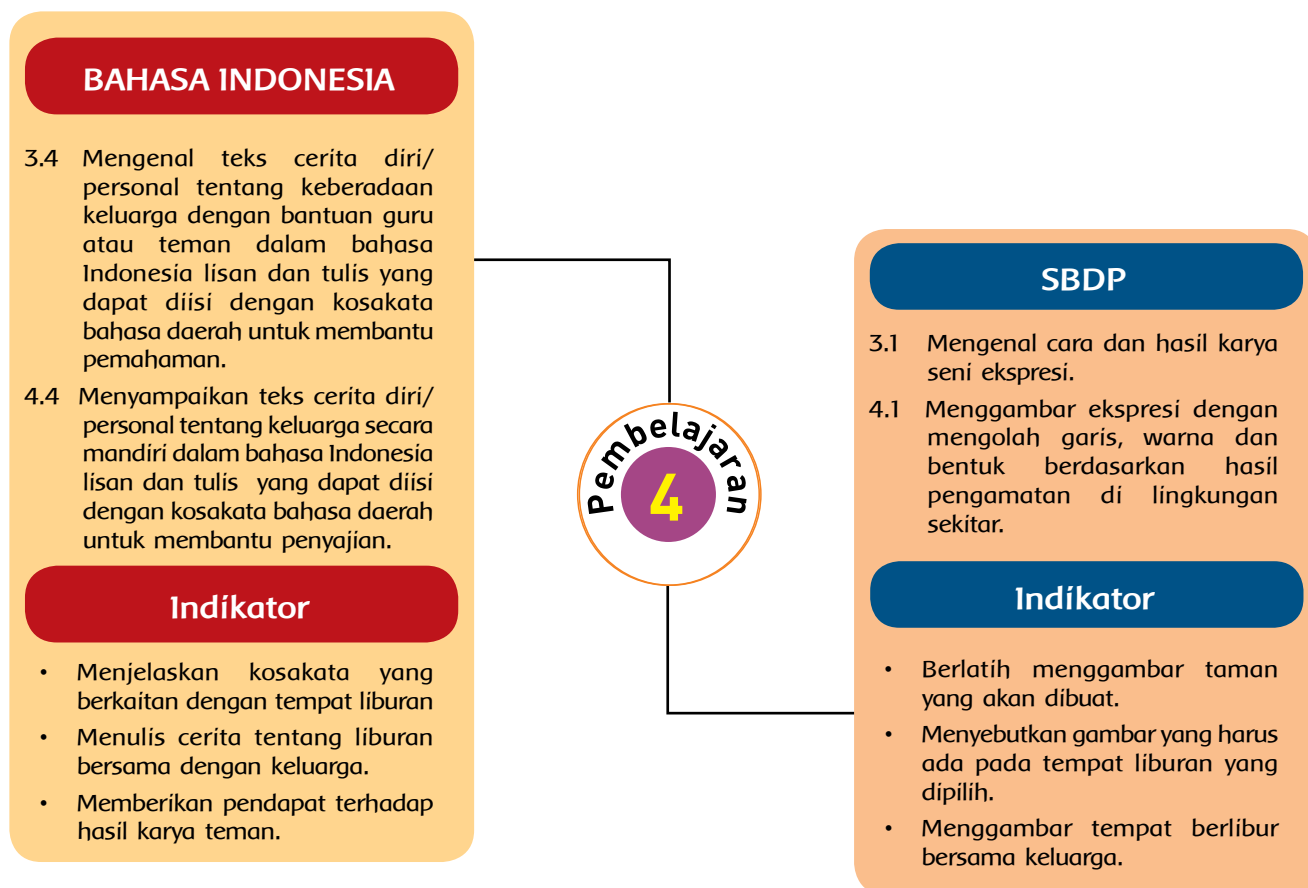 BAHASA INDONESIA
3.4 Mengenal teks cerita diri/
personal tentang keberadaan
keluarga dengan bantuan guru
atau teman dalam bahasa
Indonesia lisan dan tulis yang
dapat diisi dengan kosakata
bahasa daerah untuk membantu
pemahaman.
4.4 Menyampaikan teks cerita diri/
personal tentang keluarga secara
mandiri dalam bahasa Indonesia
lisan dan tulis yang dapat diisi
dengan kosakata bahasa daerah
untuk membantu penyajian.
Indikator
• Menjelaskan kosakata yang
berkaitan dengan tempat liburan
• Menulis cerita tentang liburan
bersama dengan keluarga.
• Memberikan pendapat terhadap
hasil karya teman.
Pembelajaran
4
SBDP
3.1 Mengenal cara dan hasil karya
seni ekspresi.
4.1 Menggambar ekspresi dengan
mengolah garis, warna dan
bentuk berdasarkan hasil
pengamatan di lingkungan
sekitar.
Indikator
• Berlatih menggambar taman
yang akan dibuat.
• Menyebutkan gambar yang harus
ada pada tempat liburan yang
dipilih.
• Menggambar tempat berlibur
bersama keluarga.